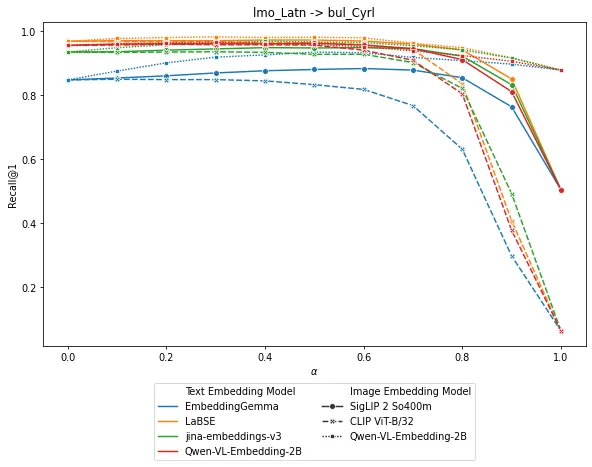 lmo_Latn -> bul_Cyrl
Recall@1
1.0
0.8
0.6
0.4
0.2
0.0 0.2 0.4 0.6 0.8 1.0
α
Text Embedding Model Image Embedding Model
EmbeddingGemma SigLIP 2 So400m
LaBSE CLIP ViT-B/32
jina-embeddings-v3 Qwen-VL-Embedding-2B
Qwen-VL-Embedding-2B